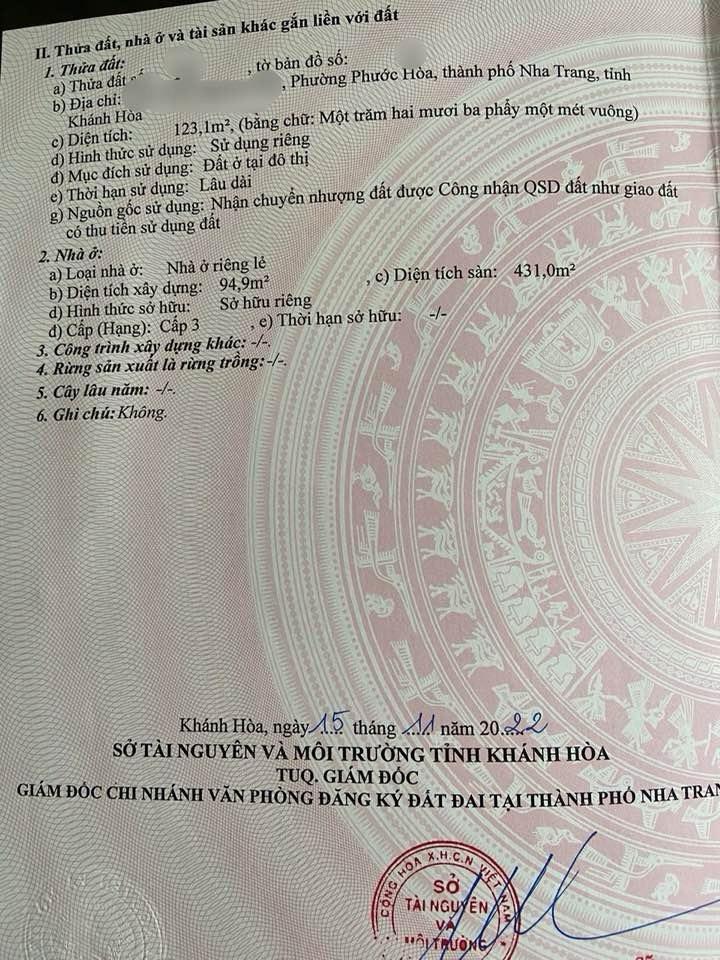 II. Thửa đất, nhà ở và tài sản khác gắn liền với đất
1. Thửa đất:
a) Thửa đất , tờ bản đồ số:
b) Địa chỉ: , Phường Phước Hòa, thành phố Nha Trang, tỉnh
Khánh Hòa
c) Diện tích: 123,1m², (bằng chữ: Một trăm hai mươi ba phẩy một mét vuông)
d) Hình thức sử dụng: Sử dụng riêng
đ) Mục đích sử dụng: Đất ở tại đô thị
e) Thời hạn sử dụng: Lâu dài
g) Nguồn gốc sử dụng: Nhận chuyển nhượng đất được Công nhận QSD đất như giao đất
có thu tiền sử dụng đất
2. Nhà ở:
a) Loại nhà ở: Nhà ở riêng lẻ
b) Diện tích xây dựng: 94,9m² , c) Diện tích sàn: 431,0m²
d) Hình thức sở hữu: Sở hữu riêng
đ) Cấp (Hạng): Cấp 3 , e) Thời hạn sở hữu: -/-
3. Công trình xây dựng khác: -/-.
4. Rừng sản xuất là rừng trồng: -/-.
5. Cây lâu năm: -/-.
6. Ghi chú: Không.
Khánh Hòa, ngày 15 tháng 11 năm 2022
SỞ TÀI NGUYÊN VÀ MÔI TRƯỜNG TỈNH KHÁNH HÒA
TUQ. GIÁM ĐỐC
GIÁM ĐỐC CHI NHÁNH VĂN PHÒNG ĐĂNG KÝ ĐẤT ĐAI TẠI THÀNH PHỐ NHA TRAN
CỘNG HÒA X.H.C.N VIỆT NAM
SỞ
TÀI NGUYÊN
VÀ
MÔI TRƯỜNG